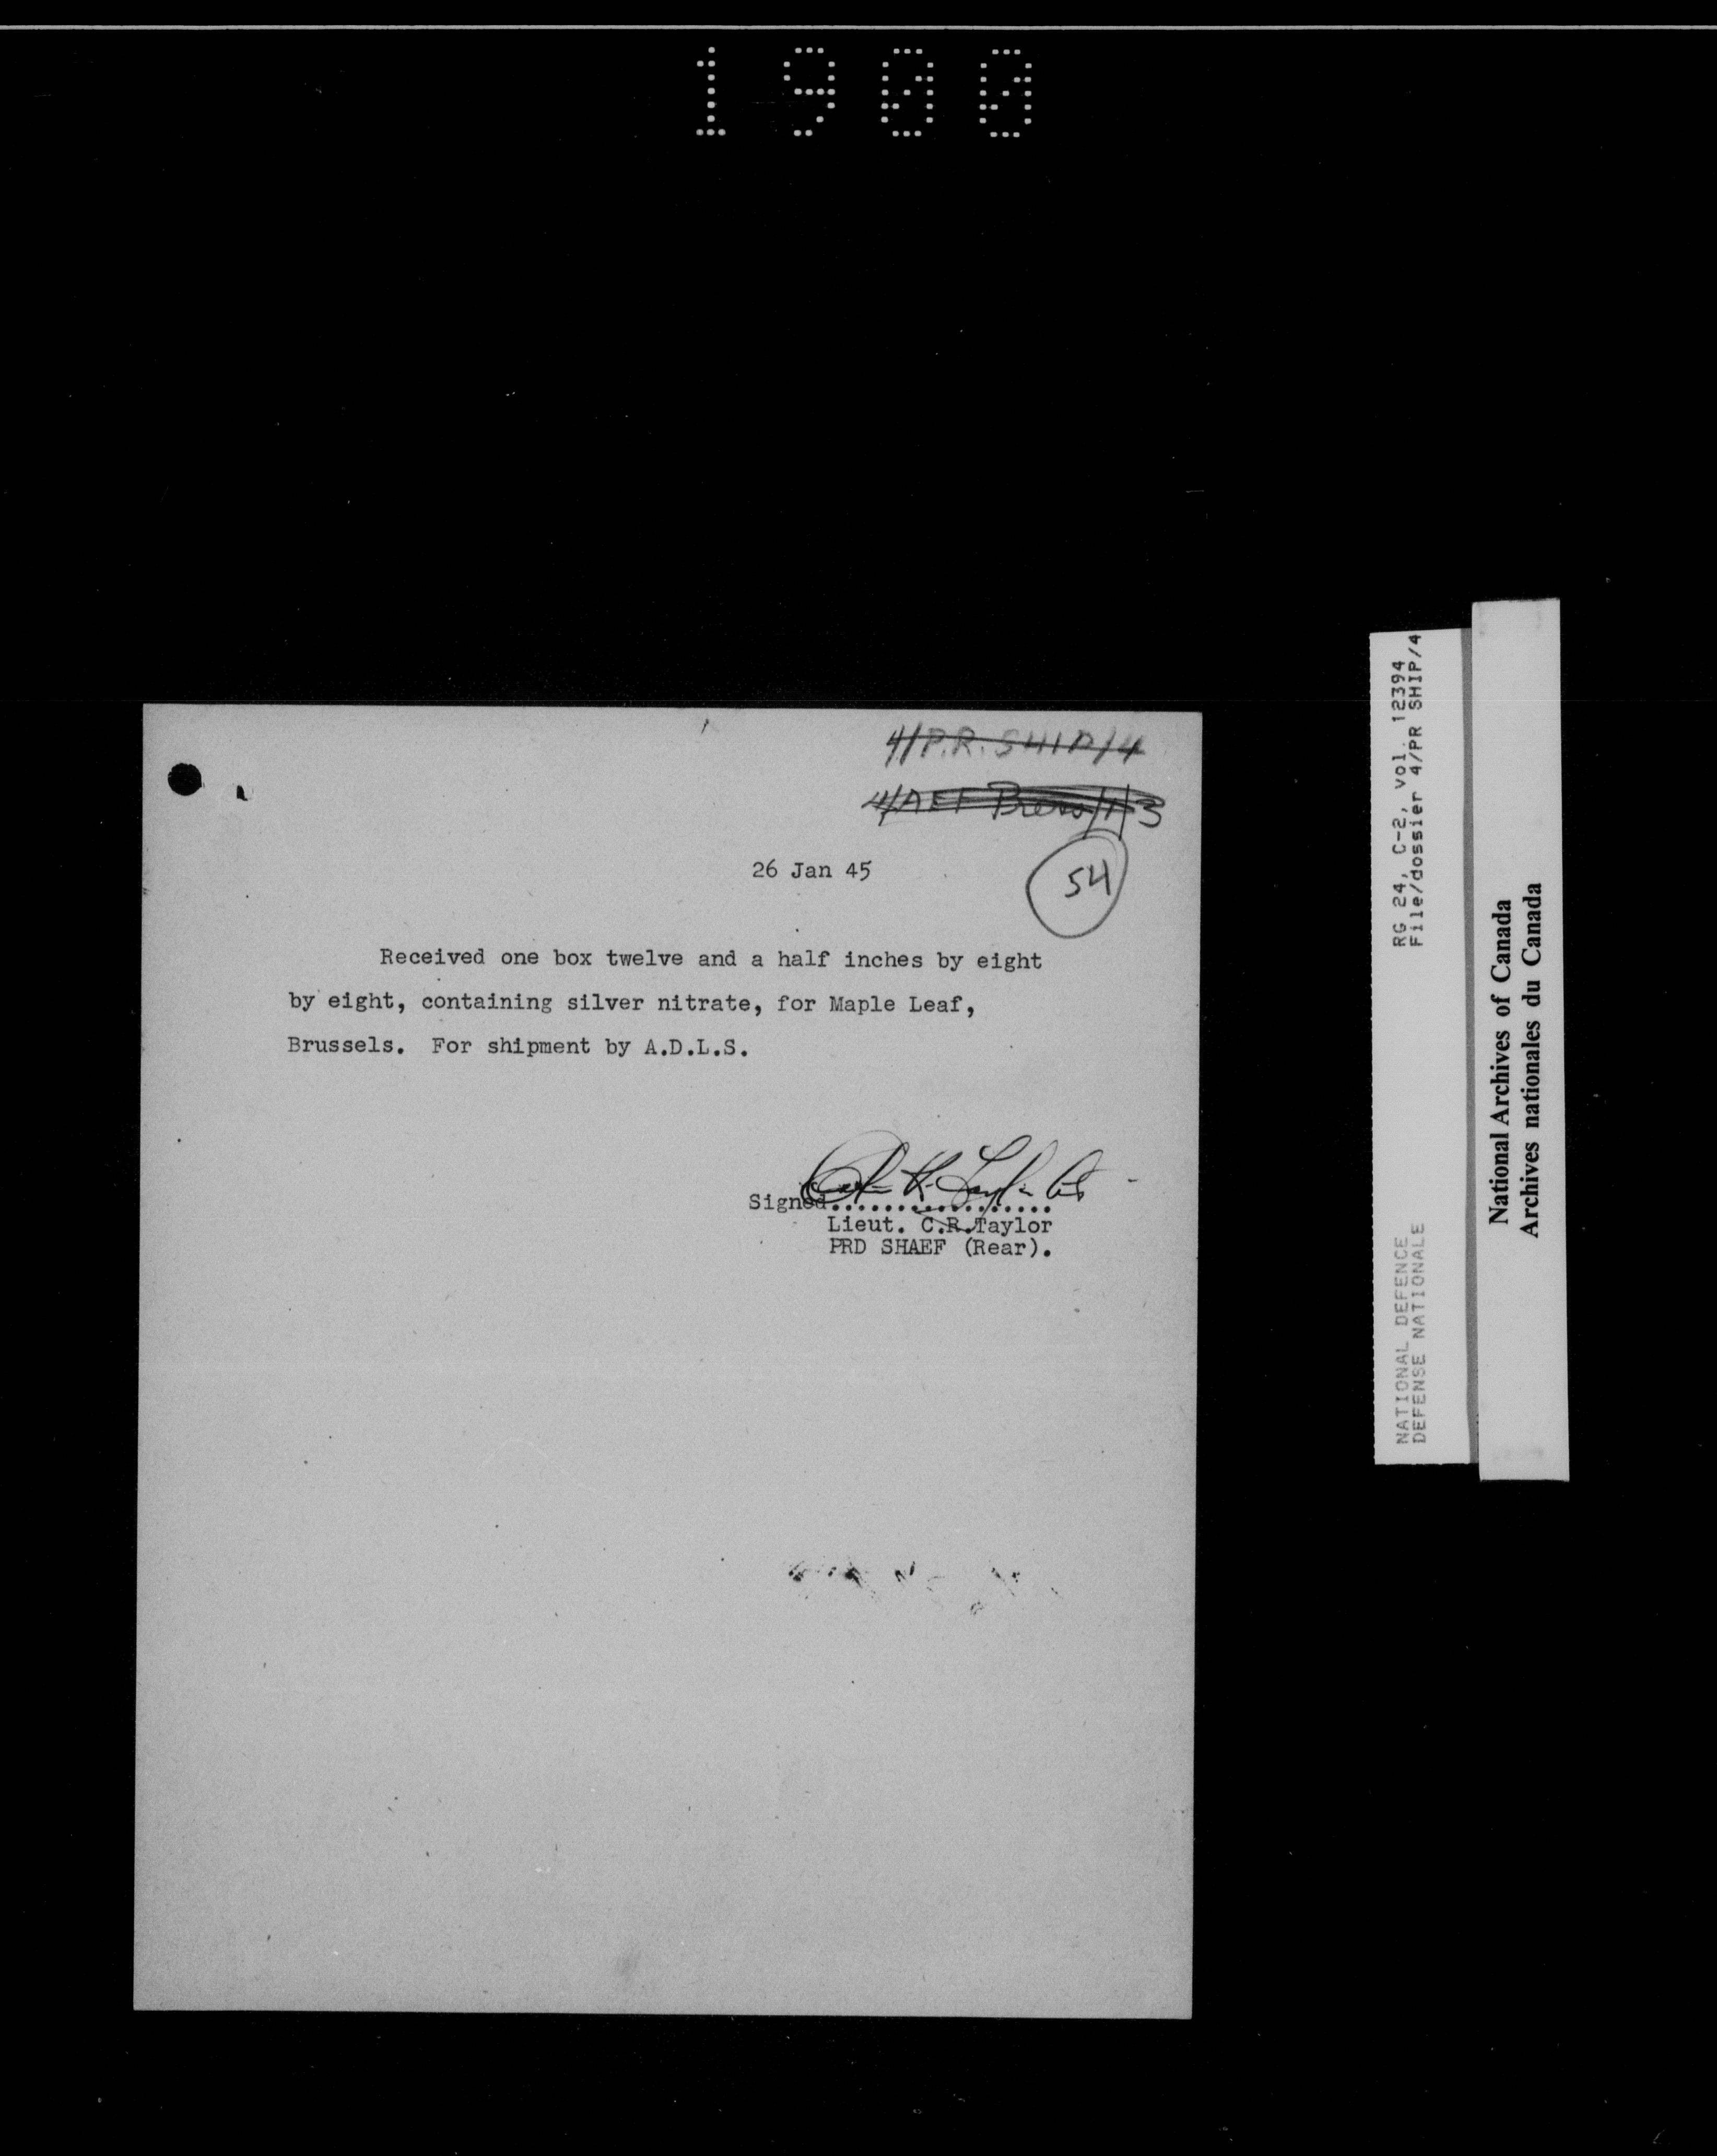 1900
4/P.R. SHIP/4
4/AEF Press/1/3
54
26 Jan 45
Received one box twelve and a half inches by eight
by eight, containing silver nitrate, for Maple Leaf,
Brussels. For shipment by A.D.L.S.
Signed..................
Lieut. C.R.Taylor
PRD SHAEF (Rear).
RG 24, C-2, vol. 12394
File/dossier 4/PR SHIP/4
NATIONAL DEFENCE
DEFENSE NATIONALE
National Archives of Canada
Archives nationales du Canada